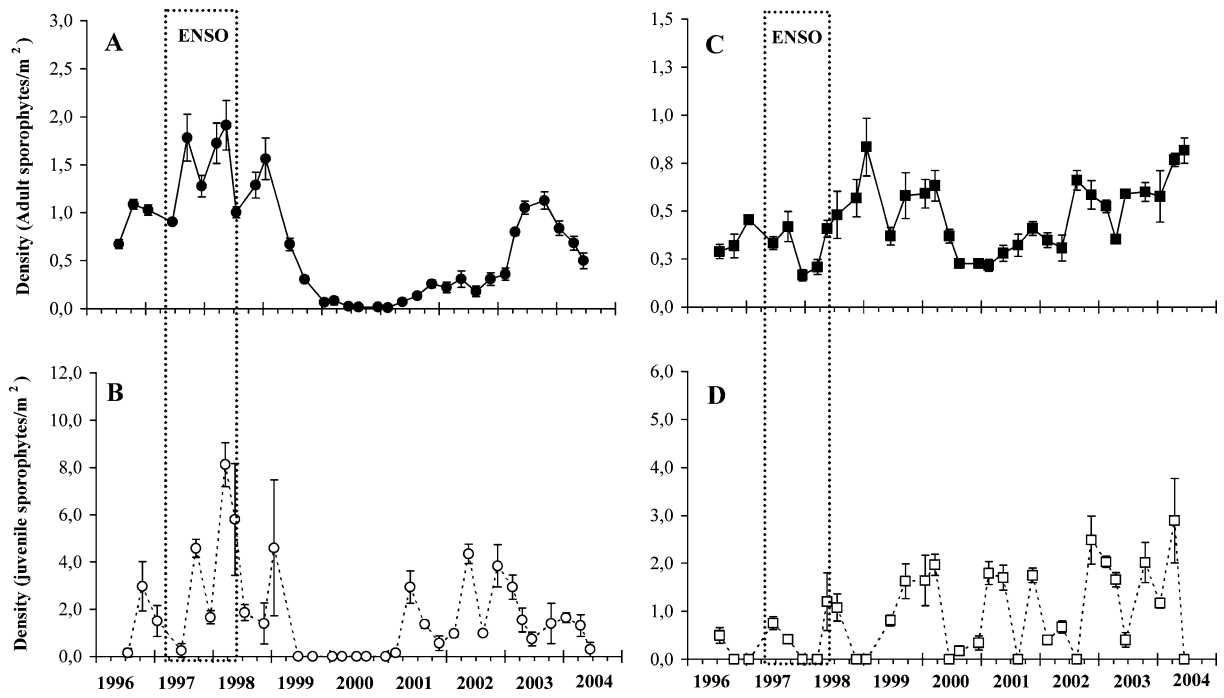 A
ENSO
Density (Adult sporophytes/m²)
3,0
2,5
2,0
1,5
1,0
0,5
0,0
C
ENSO
1,5
1,3
1,0
0,8
0,5
0,3
0,0
B
Density (juvenile sporophytes/m²)
12,0
10,0
8,0
6,0
4,0
2,0
0,0
1996 1997 1998 1999 2000 2001 2002 2003 2004
D
6,0
5,0
4,0
3,0
2,0
1,0
0,0
1996 1997 1998 1999 2000 2001 2002 2003 2004